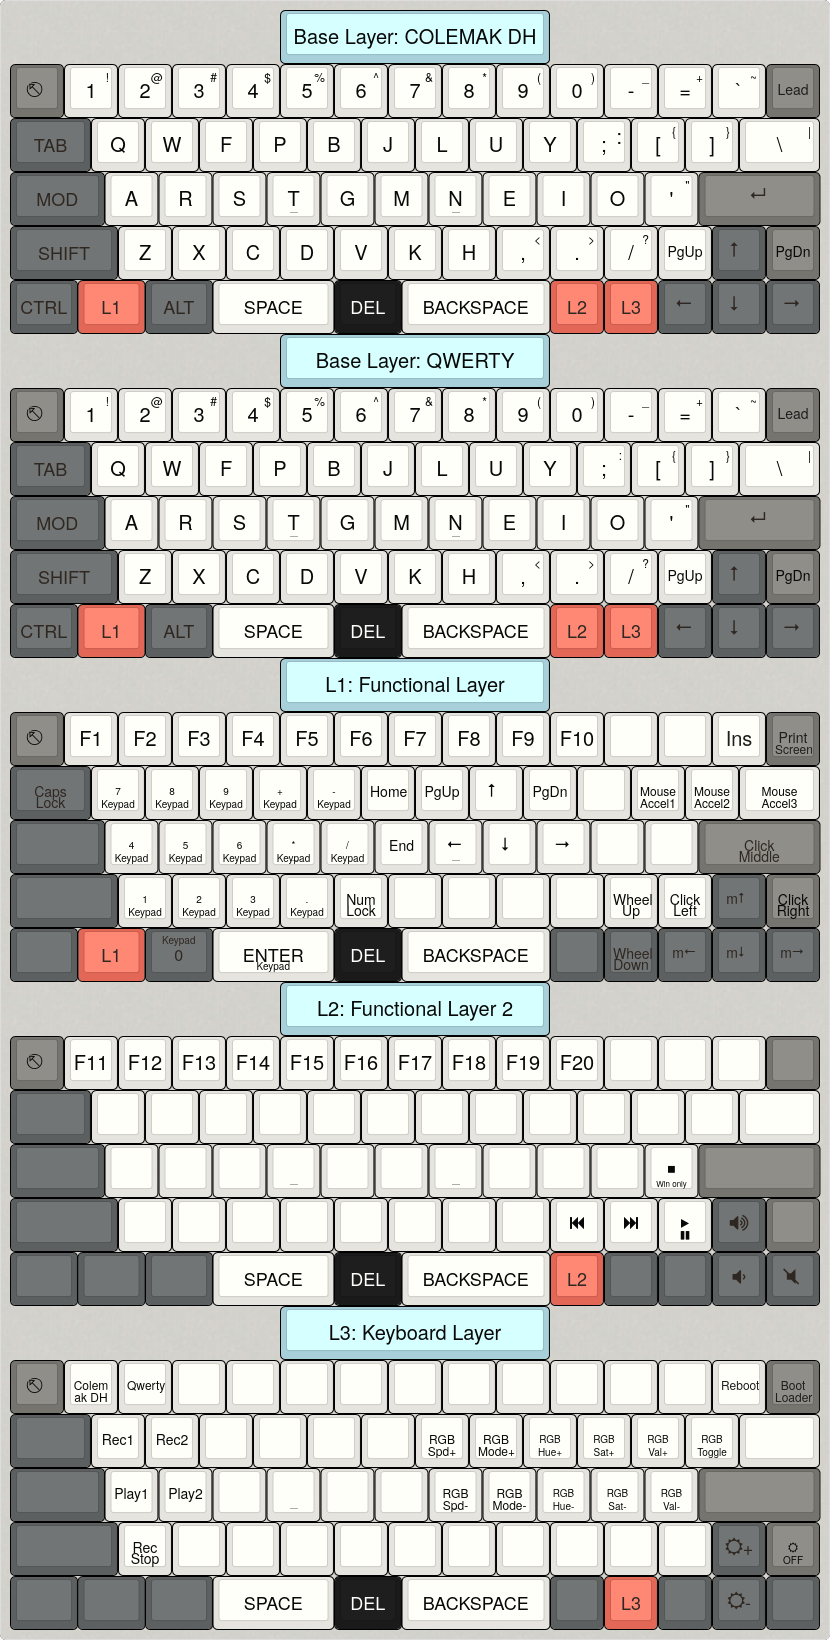 Base Layer: COLEMAK DH
⎋ 1 ! 2 @ 3 # 4 $ 5 % 6 ^ 7 & 8 * 9 ( 0 ) - _ = + ` ~ Lead
TAB Q W F P B J L U Y ; : [ { ] } \ |
MOD A R S T G M N E I O ' " ↵
SHIFT Z X C D V K H , < . > / ? PgUp ↑ PgDn
CTRL L1 ALT SPACE DEL BACKSPACE L2 L3 ← ↓ →
Base Layer: QWERTY
⎋ 1 ! 2 @ 3 # 4 $ 5 % 6 ^ 7 & 8 * 9 ( 0 ) - _ = + ` ~ Lead
TAB Q W F P B J L U Y ; : [ { ] } \ |
MOD A R S T G M N E I O ' " ↵
SHIFT Z X C D V K H , < . > / ? PgUp ↑ PgDn
CTRL L1 ALT SPACE DEL BACKSPACE L2 L3 ← ↓ →
L1: Functional Layer
⎋ F1 F2 F3 F4 F5 F6 F7 F8 F9 F10 Ins Print Screen
Caps Lock 7 Keypad 8 Keypad 9 Keypad + Keypad - Keypad Home PgUp ↑ PgDn Mouse Accel1 Mouse Accel2 Mouse Accel3
4 Keypad 5 Keypad 6 Keypad * Keypad / Keypad End ← ↓ → Click Middle
1 Keypad 2 Keypad 3 Keypad . Keypad Num Lock Wheel Up Click Left m↑ Click Right
L1 Keypad 0 ENTER Keypad DEL BACKSPACE Wheel Down m← m↓ m→
L2: Functional Layer 2
⎋ F11 F12 F13 F14 F15 F16 F17 F18 F19 F20
Win only
SPACE DEL BACKSPACE L2
L3: Keyboard Layer
⎋ Colem ak DH Qwerty Reboot Boot Loader
Rec1 Rec2 RGB Spd+ RGB Mode+ RGB Hue+ RGB Sat+ RGB Val+ RGB Toggle
Play1 Play2 RGB Spd- RGB Mode- RGB Hue- RGB Sat- RGB Val-
Rec Stop + OFF
SPACE DEL BACKSPACE L3 -